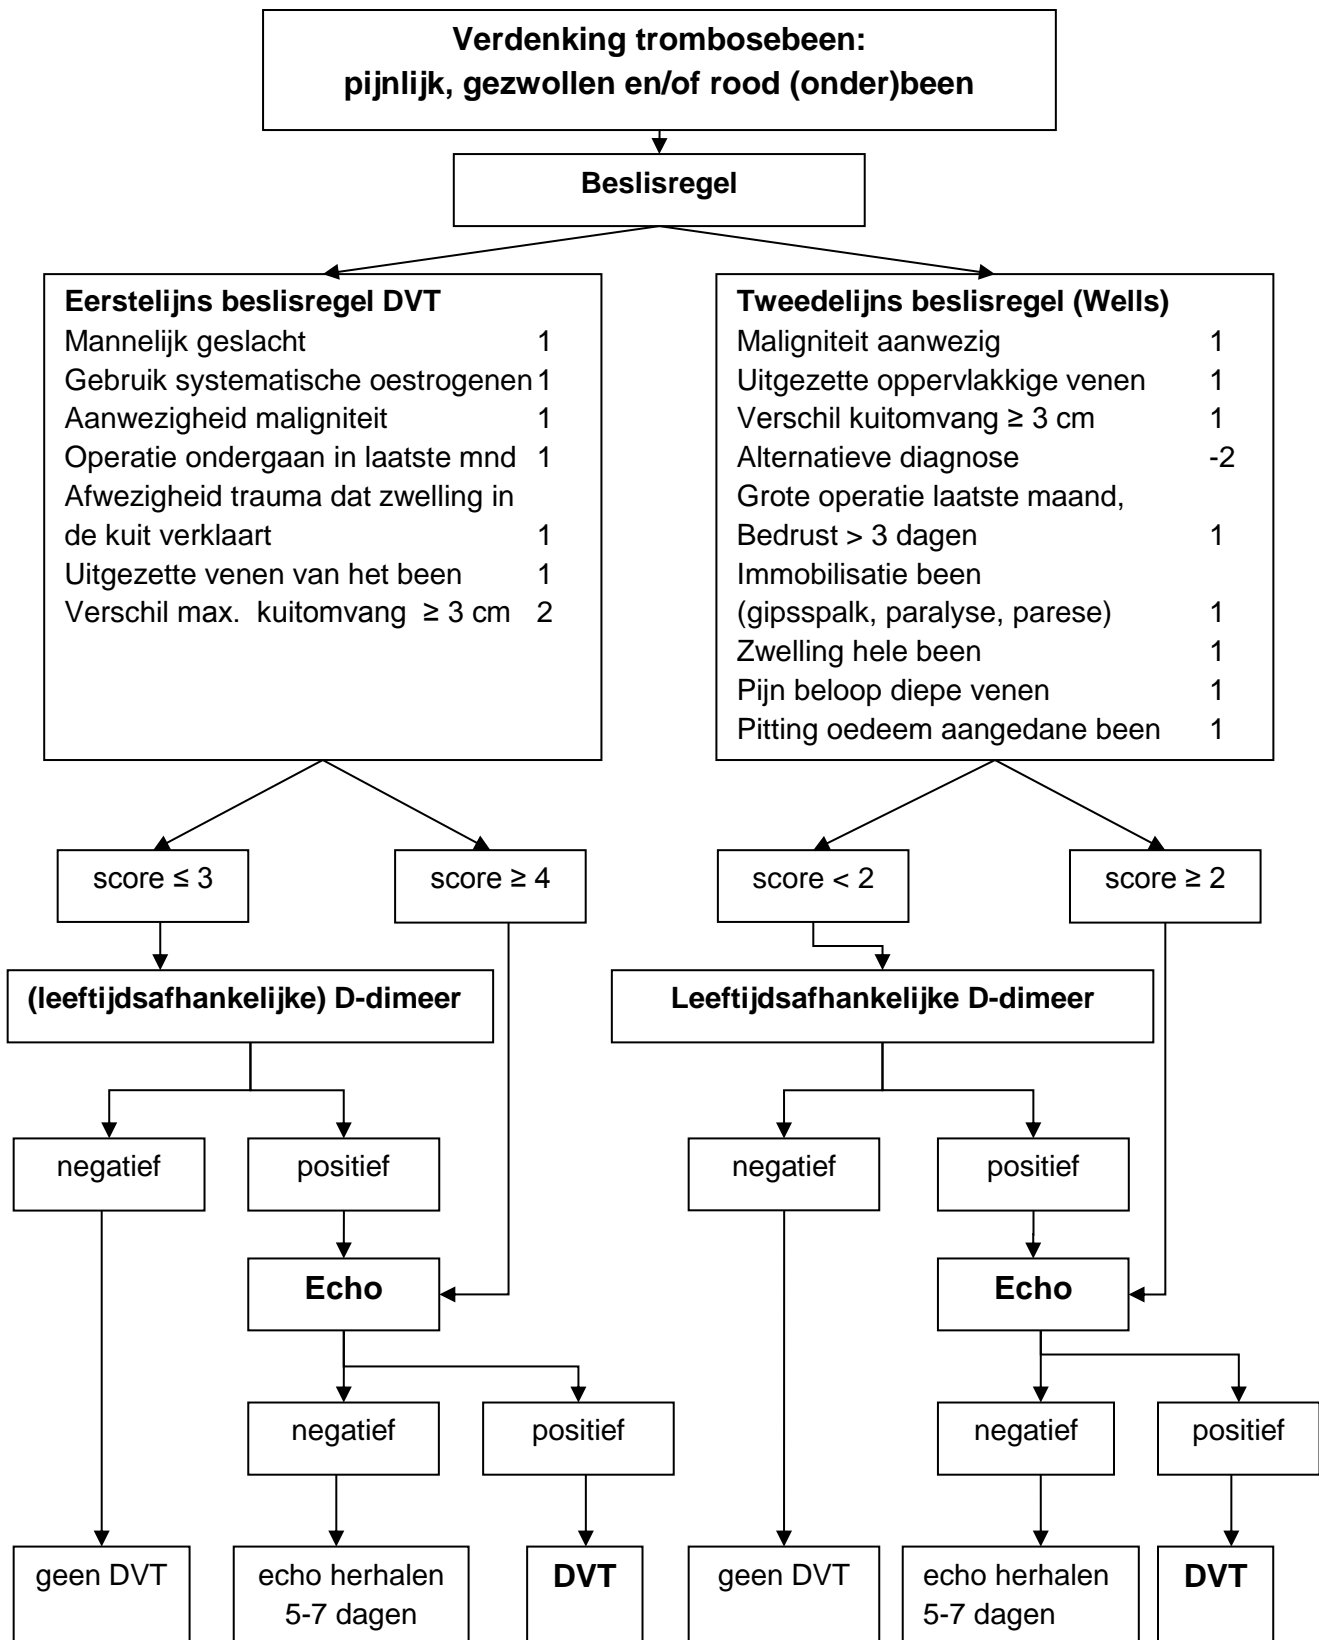 Verdenking trombosebeen:
pijnlijk, gezwollen en/of rood (onder)been
Beslisregel
Eerstelijns beslisregel DVT
Mannelijk geslacht 1
Gebruik systematische oestrogenen 1
Aanwezigheid maligniteit 1
Operatie ondergaan in laatste mnd 1
Afwezigheid trauma dat zwelling in
de kuit verklaart 1
Uitgezette venen van het been 1
Verschil max. kuitomvang ≥ 3 cm 2
Tweedelijns beslisregel (Wells)
Maligniteit aanwezig 1
Uitgezette oppervlakkige venen 1
Verschil kuitomvang ≥ 3 cm 1
Alternatieve diagnose -2
Grote operatie laatste maand,
Bedrust > 3 dagen 1
Immobilisatie been
(gipsspalk, paralyse, parese) 1
Zwelling hele been 1
Pijn beloop diepe venen 1
Pitting oedeem aangedane been 1
score ≤ 3
score ≥ 4
score < 2
score ≥ 2
(leeftijdsafhankelijke) D-dimeer
Leeftijdsafhankelijke D-dimeer
negatief
positief
negatief
positief
Echo
Echo
negatief
positief
negatief
positief
geen DVT
echo herhalen
5-7 dagen
DVT
geen DVT
echo herhalen
5-7 dagen
DVT